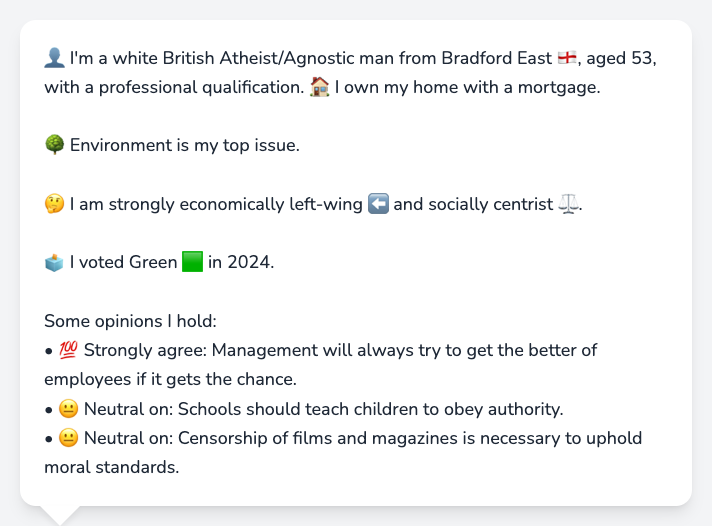 👤 I'm a white British Atheist/Agnostic man from Bradford East 🏴󠁧󠁢󠁥󠁮󠁧󠁿, aged 53,
with a professional qualification. 🏠 I own my home with a mortgage.
🌳 Environment is my top issue.
🤔 I am strongly economically left-wing ⬅️ and socially centrist ⚖️.
🗳️ I voted Green 🟩 in 2024.
Some opinions I hold:
• 💯 Strongly agree: Management will always try to get the better of
employees if it gets the chance.
• 😐 Neutral on: Schools should teach children to obey authority.
• 😐 Neutral on: Censorship of films and magazines is necessary to uphold
moral standards.